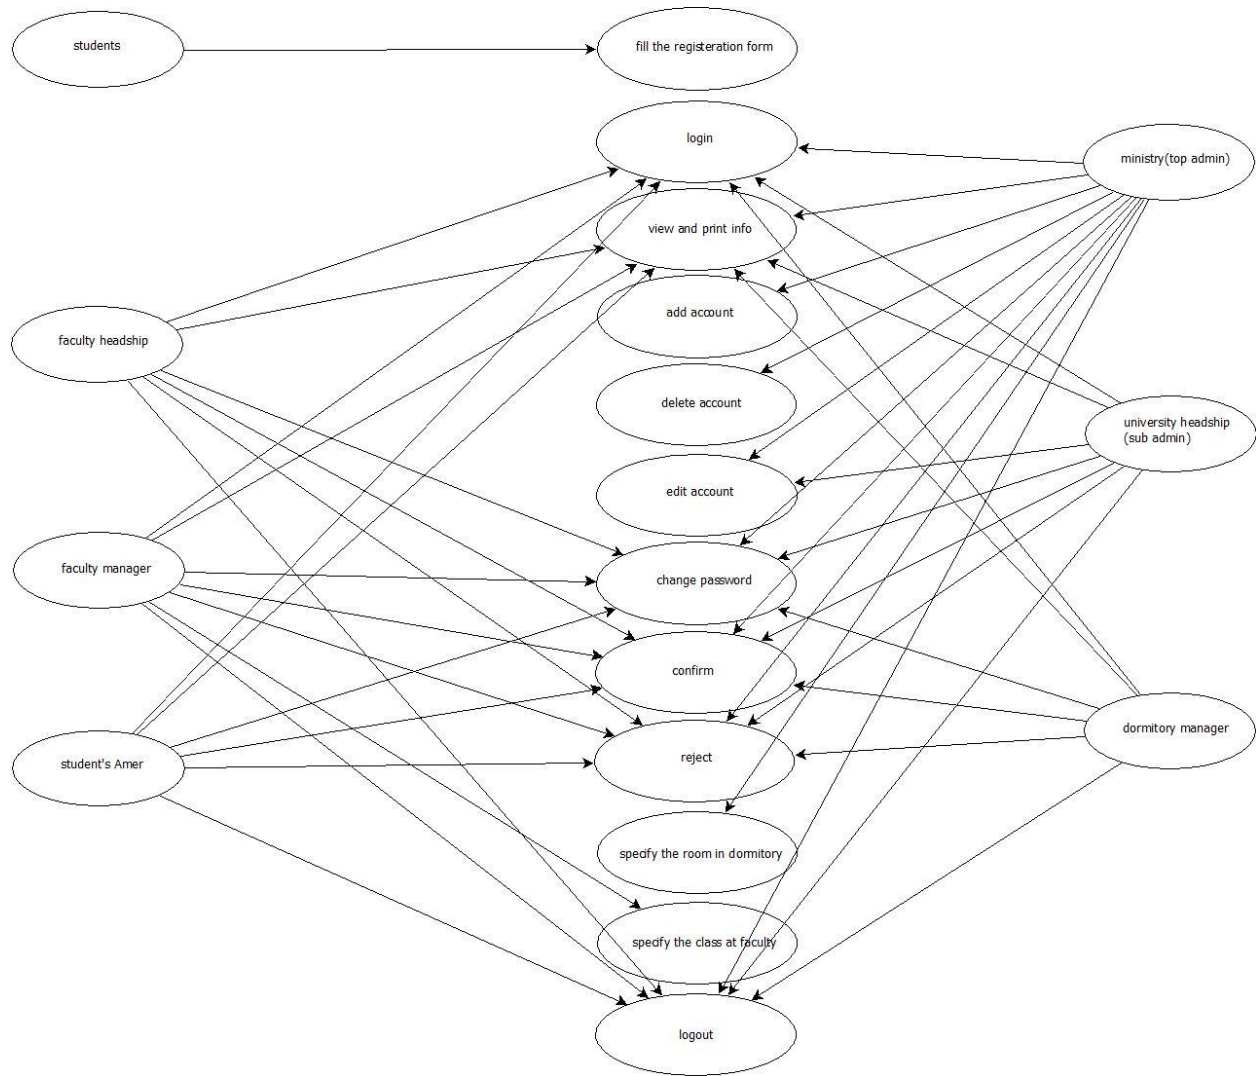 students
fill the registeration form
login
ministry(top admin)
view and print info
add account
faculty headship
delete account
university headship
(sub admin)
edit account
faculty manager
change password
confirm
dormitory manager
student's Amer
reject
specify the room in dormitory
specify the class at faculty
logout